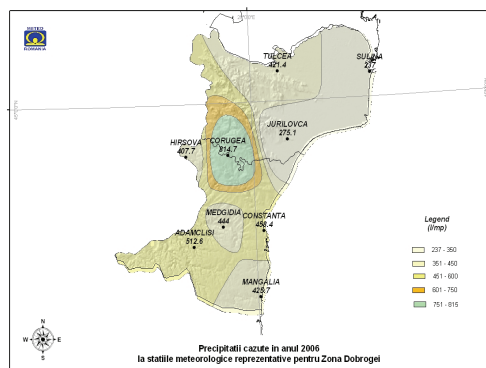 METEO
ROMANIA
TULCEA
421.4
SULINA
237
JURILOVCA
275.1
HIRSOVA
407.7
CORUGEA
814.7
MEDGIDIA
444
CONSTANTA
458.4
ADAMCLISI
512.6
MANGALIA
425.7
Legend
(l/mp)
237 - 350
351 - 450
451 - 600
601 - 750
751 - 815
N
W
E
S
Precipitatii cazute in anul 2006
la statiile meteorologice reprezentative pentru Zona Dobrogei